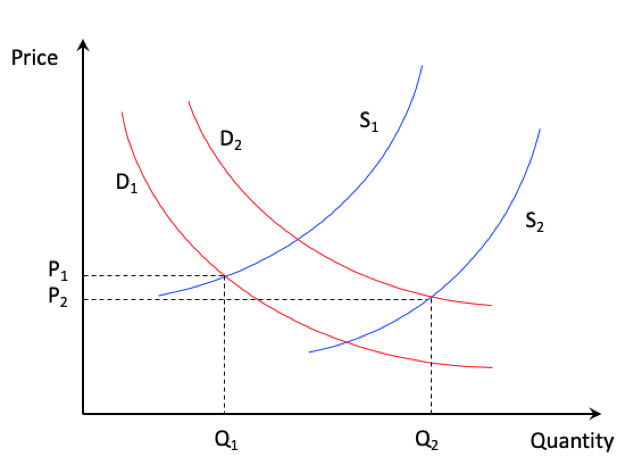 Price
S₁
D₂
D₁
S₂
P₁
P₂
Q₁
Q₂
Quantity